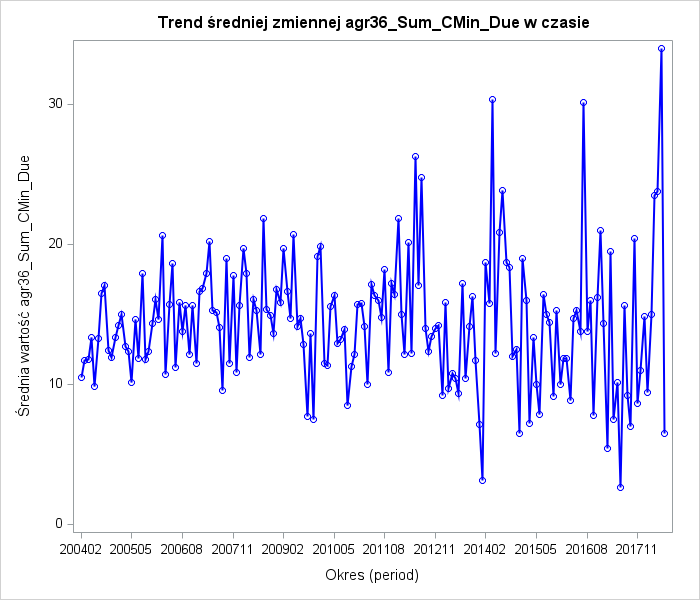 Trend średniej zmiennej agr36_Sum_CMin_Due w czasie
Średnia wartość agr36_Sum_CMin_Due
30
20
10
0
200402 200505 200608 200711 200902 201005 201108 201211 201402 201505 201608 201711
Okres (period)